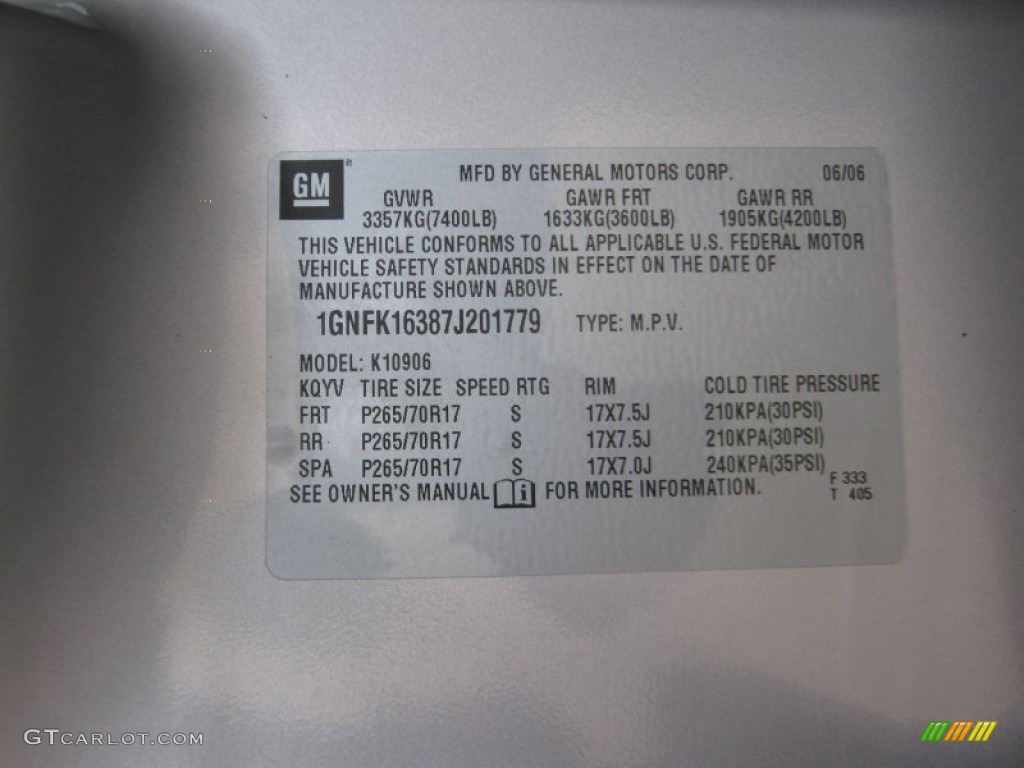 GM ® MFD BY GENERAL MOTORS CORP. 06/06
GVWR GAWR FRT GAWR RR
3357KG(7400LB) 1633KG(3600LB) 1905KG(4200LB)
THIS VEHICLE CONFORMS TO ALL APPLICABLE U.S. FEDERAL MOTOR
VEHICLE SAFETY STANDARDS IN EFFECT ON THE DATE OF
MANUFACTURE SHOWN ABOVE.
1GNFK16387J201779 TYPE: M.P.V.
MODEL: K10906
KQYV TIRE SIZE SPEED RTG RIM COLD TIRE PRESSURE
FRT P265/70R17 S 17X7.5J 210KPA(30PSI)
RR P265/70R17 S 17X7.5J 210KPA(30PSI)
SPA P265/70R17 S 17X7.0J 240KPA(35PSI)
SEE OWNER'S MANUAL i FOR MORE INFORMATION.
F 333
T 405
GTCARLOT.COM